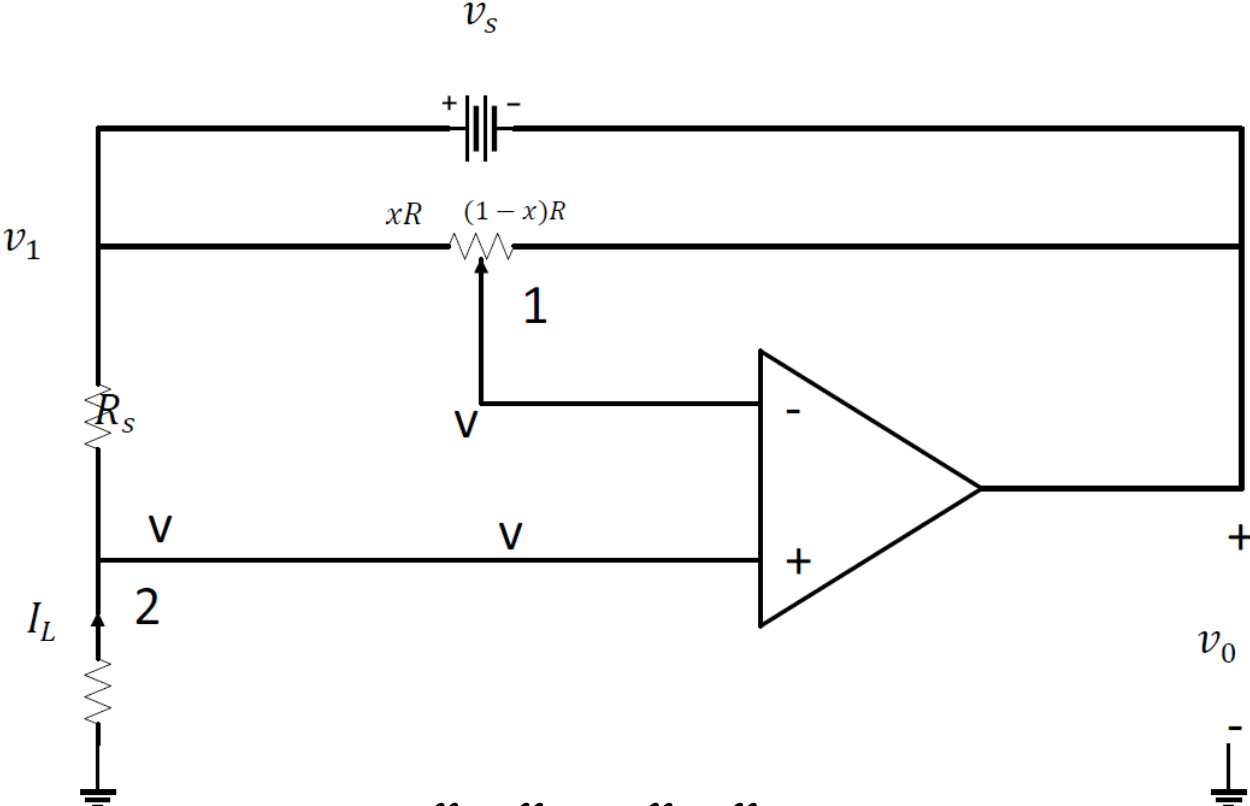 v_s
+ −
xR (1 − x)R
v_1
1
R_s
v
-
v v
+
+
2
I_L
v_0
-